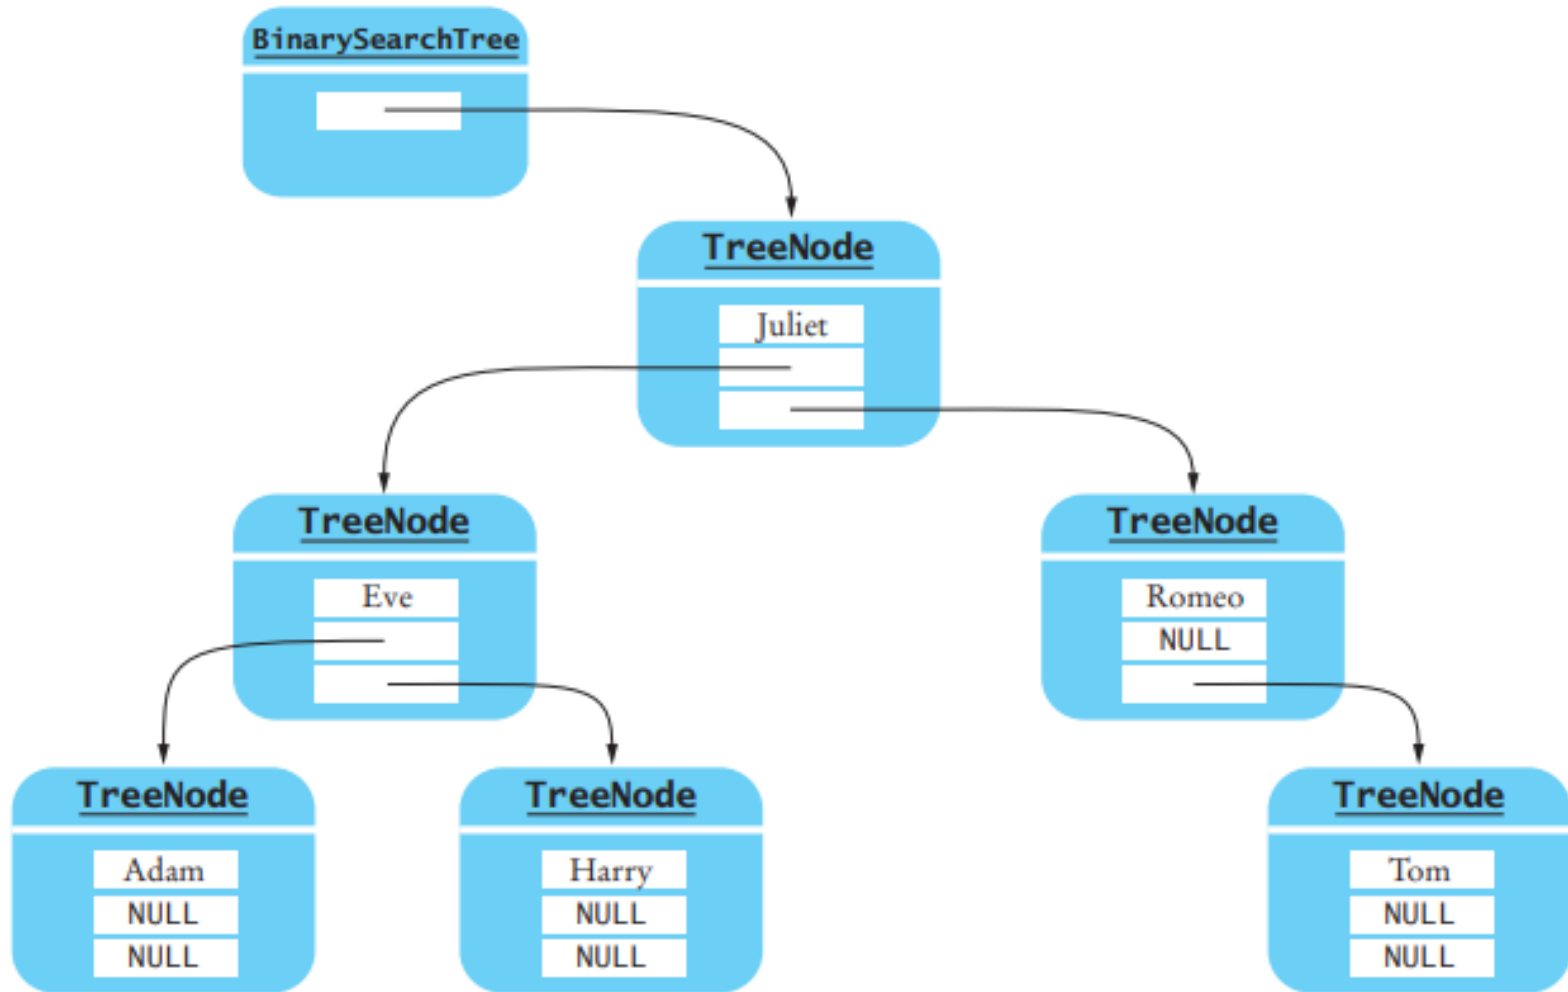 BinarySearchTree
TreeNode
Juliet
TreeNode
Eve
TreeNode
Romeo
NULL
TreeNode
Adam
NULL
NULL
TreeNode
Harry
NULL
NULL
TreeNode
Tom
NULL
NULL